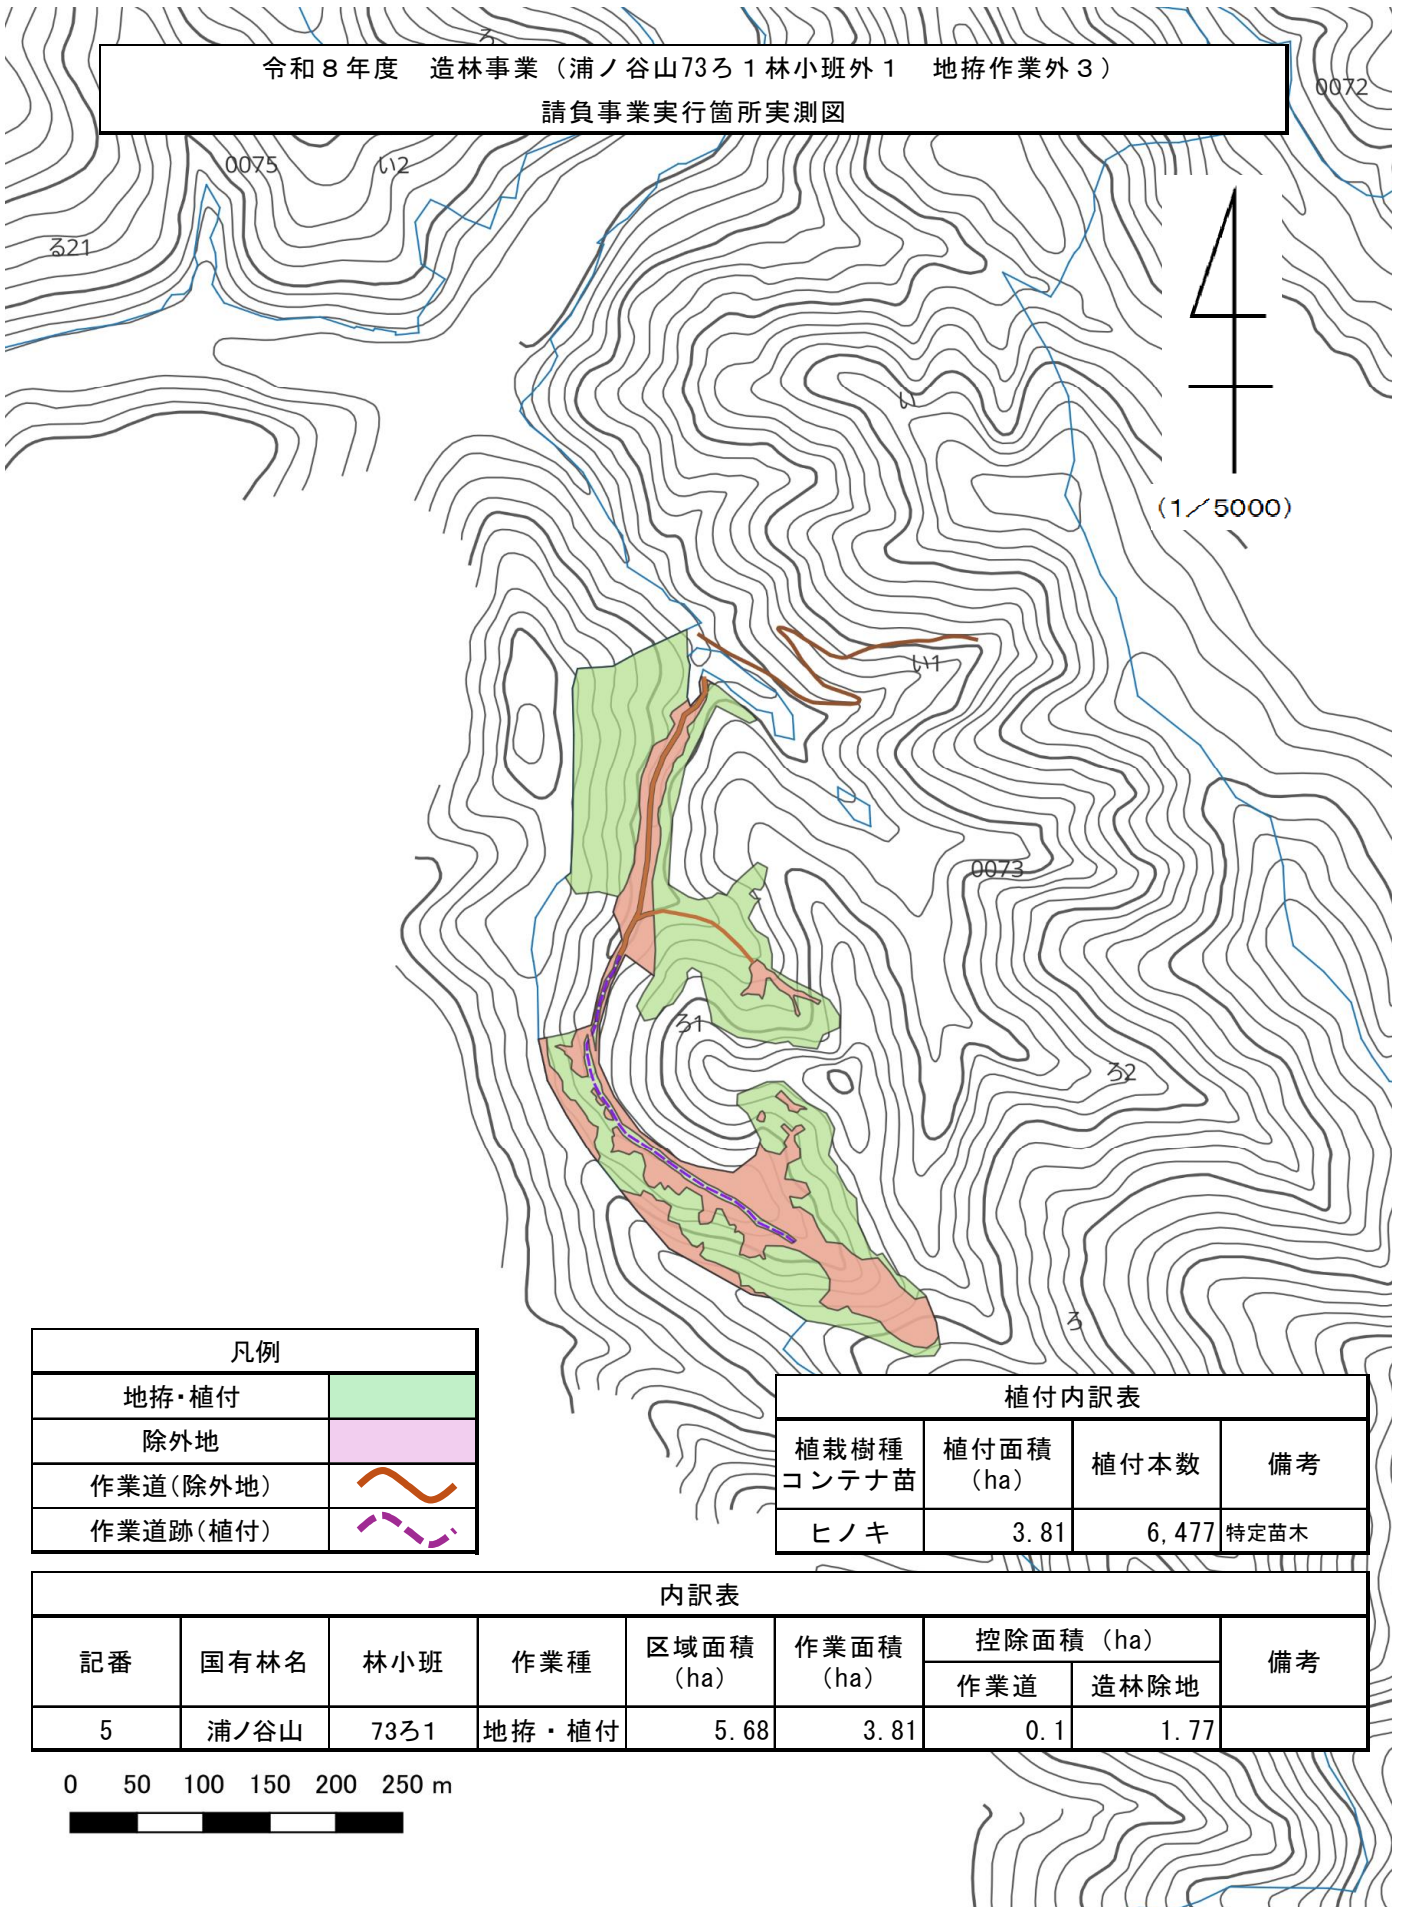 ろ
令和８年度　造林事業（浦ノ谷山73ろ１林小班外１　地拵作業外３）
請負事業実行箇所実測図
0072
0075
い2
る21
い
(1／5000)
い1
0073
ろ1
ろ2
ろ
凡例
地拵・植付
除外地
作業道(除外地)
作業道跡(植付)
植付内訳表
植栽樹種
コンテナ苗
植付面積
(ha)
植付本数
備考
ヒノキ 3.81 6,477 特定苗木
内訳表
記番 国有林名 林小班 作業種
区域面積
(ha)
作業面積
(ha)
控除面積 (ha)
作業道 造林除地
備考
5 浦ノ谷山 73ろ1 地拵・植付 5.68 3.81 0.1 1.77
0 50 100 150 200 250 m